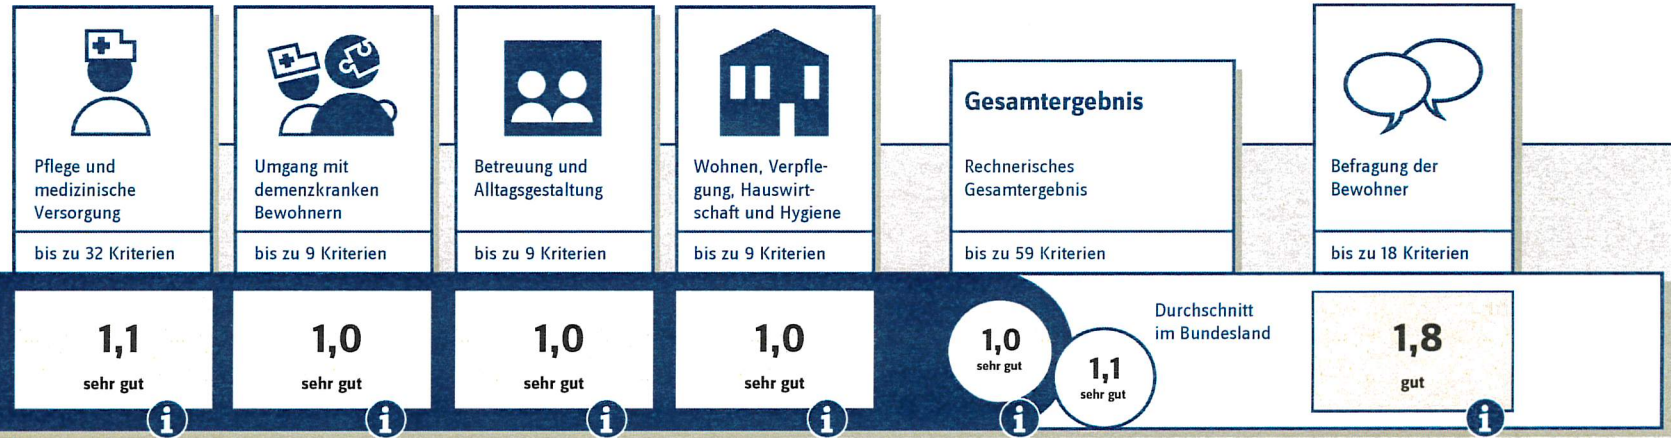 Pflege und
medizinische
Versorgung
bis zu 32 Kriterien
1,1
sehr gut
Umgang mit
demenzkranken
Bewohnern
bis zu 9 Kriterien
1,0
sehr gut
Betreuung und
Alltagsgestaltung
bis zu 9 Kriterien
1,0
sehr gut
Wohnen, Verpfle-
gung, Hauswirt-
schaft und Hygiene
bis zu 9 Kriterien
1,0
sehr gut
Gesamtergebnis
Rechnerisches
Gesamtergebnis
bis zu 59 Kriterien
1,0
sehr gut
Durchschnitt
im Bundesland
1,1
sehr gut
Befragung der
Bewohner
bis zu 18 Kriterien
1,8
gut
i
i
i
i
i
i